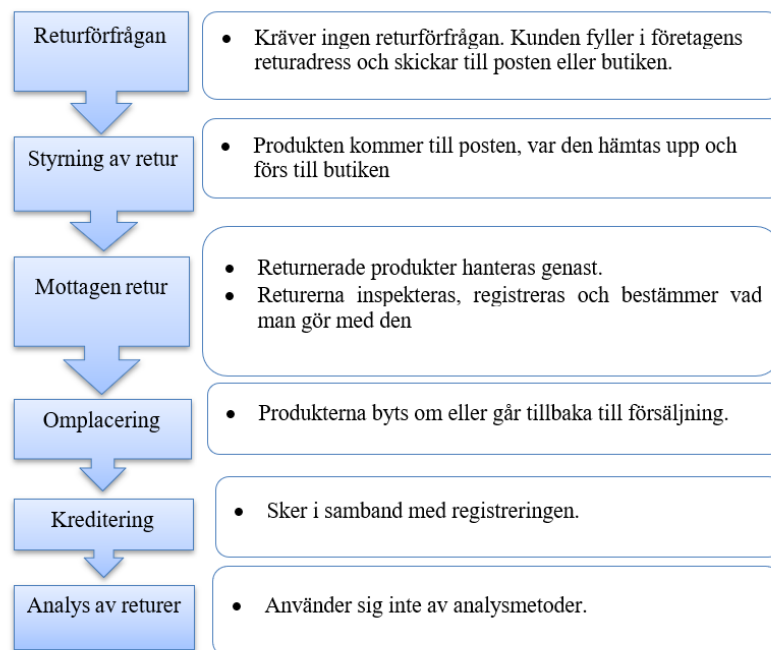 Returförfrågan
• Kräver ingen returförfrågan. Kunden fyller i företagens
returadress och skickar till posten eller butiken.
Styrning av retur
• Produkten kommer till posten, var den hämtas upp och
förs till butiken
Mottagen retur
• Returnerade produkter hanteras genast.
• Returerna inspekteras, registreras och bestämmer vad
man gör med den
Omplacering
• Produkterna byts om eller går tillbaka till försäljning.
Kreditering
• Sker i samband med registreringen.
Analys av returer
• Använder sig inte av analysmetoder.